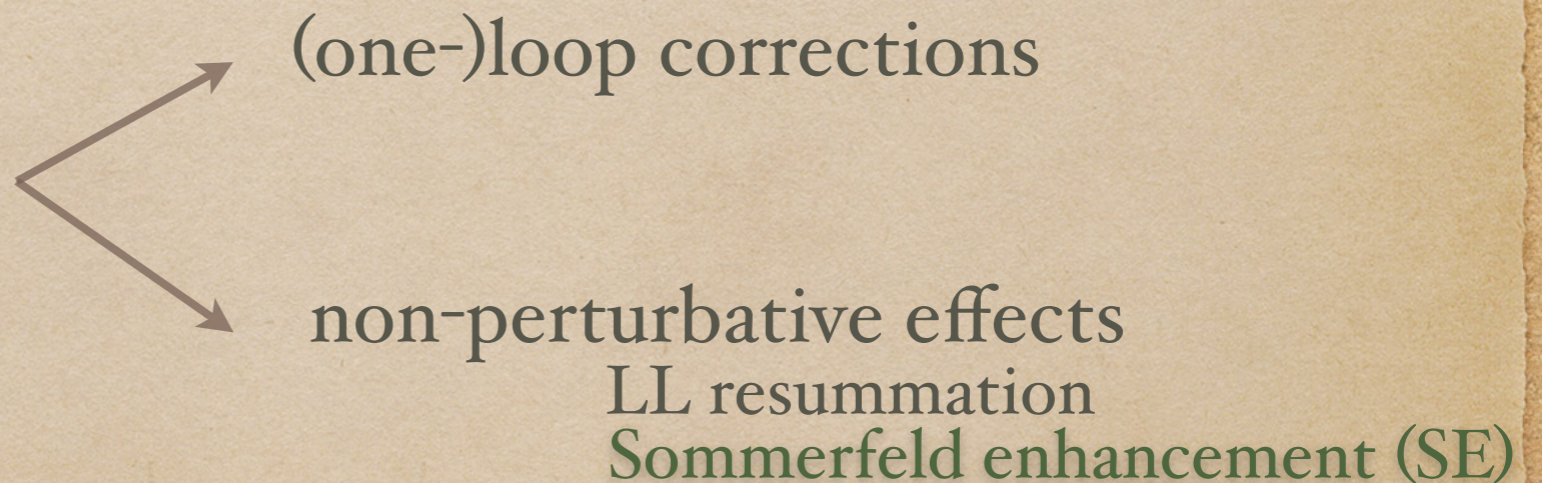 (one-)loop corrections
non-perturbative effects
LL resummation
Sommerfeld enhancement (SE)